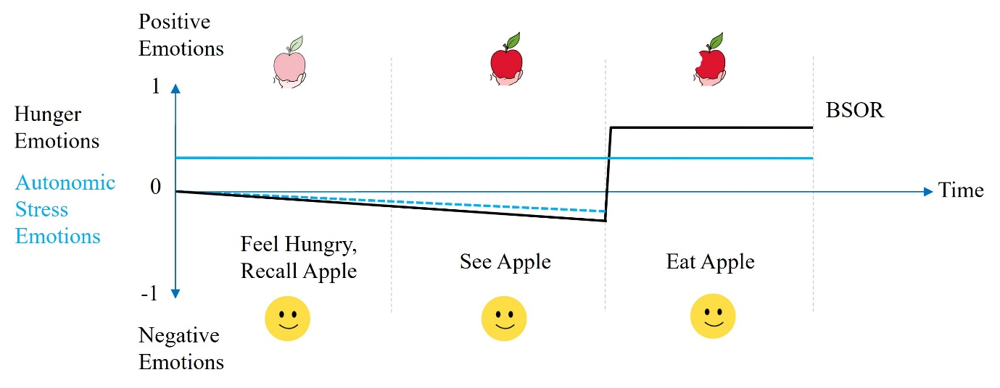 Positive
Emotions
1
Hunger
Emotions
BSOR
Autonomic
Stress
Emotions
0
Time
Feel Hungry,
Recall Apple
See Apple
Eat Apple
-1
Negative
Emotions